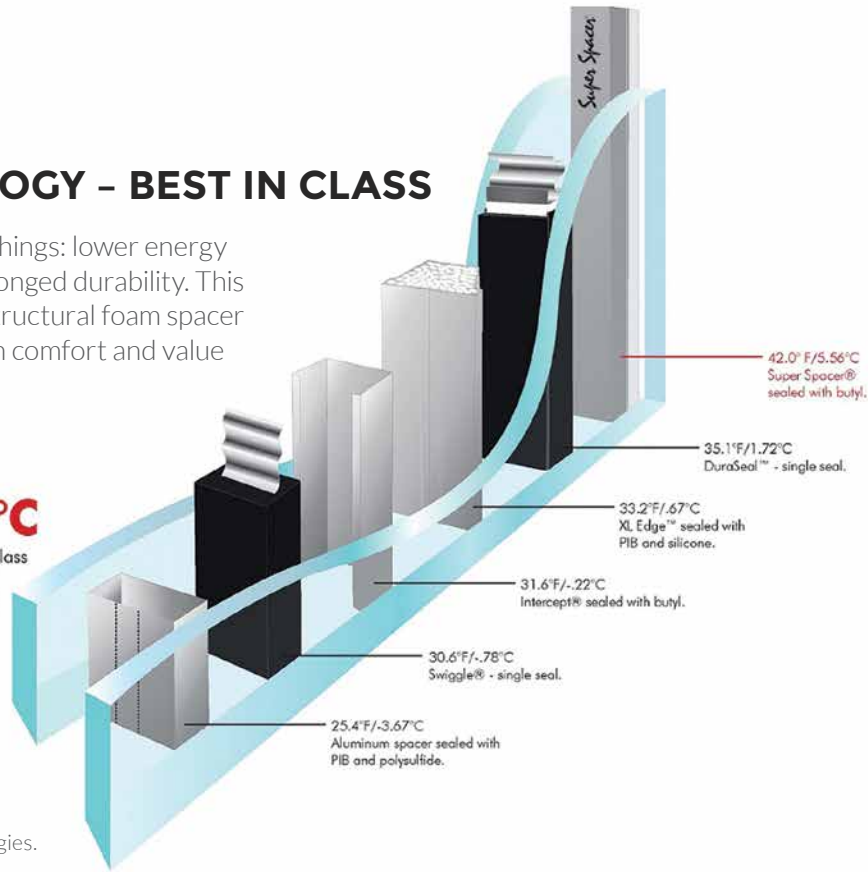 OGY – BEST IN CLASS
hings: lower energy
onged durability. This
tructural foam spacer
n comfort and value
Super Spacer
42.0° F/5.56°C
Super Spacer®
sealed with butyl.
35.1°F/1.72°C
DuraSeal™ - single seal.
33.2°F/.67°C
XL Edge™ sealed with
PIB and silicone.
°C
lass
31.6°F/-.22°C
Intercept® sealed with butyl.
30.6°F/-.78°C
Swiggle® - single seal.
25.4°F/-3.67°C
Aluminum spacer sealed with
PIB and polysulfide.
gies.